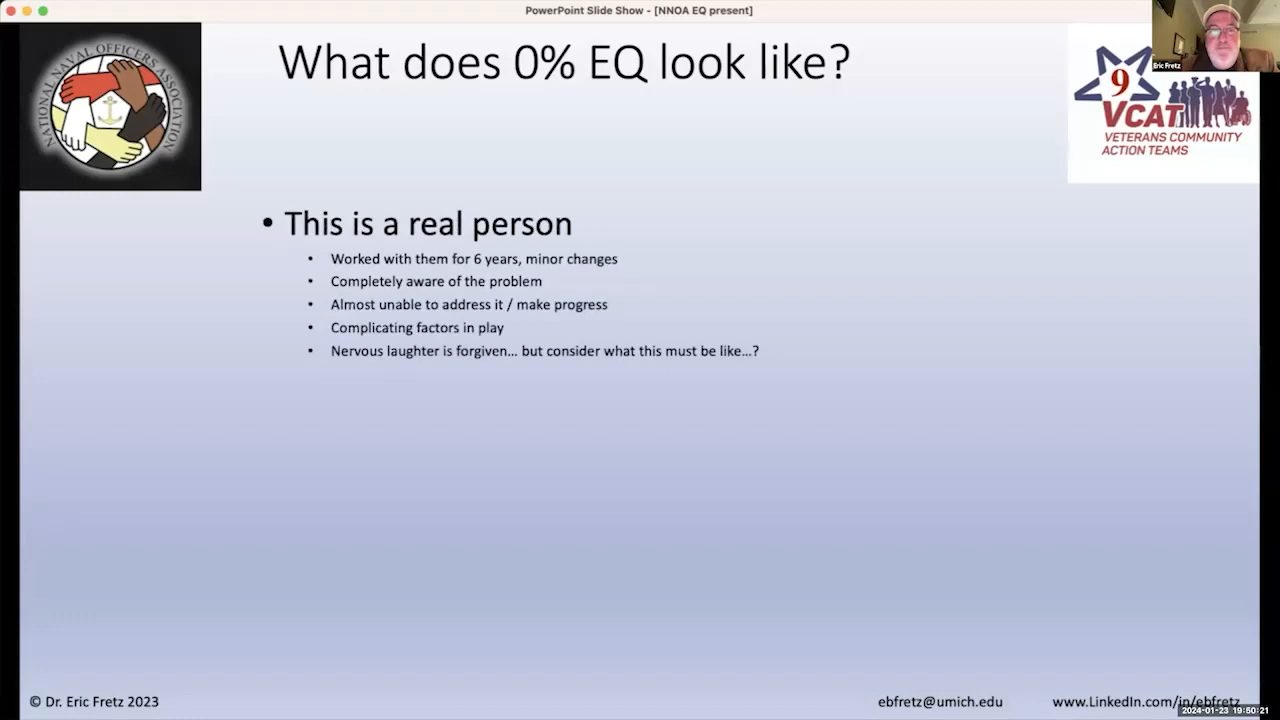 PowerPoint Slide Show - [NNOA EQ present]
NATIONAL NAVAL OFFICERS ASSOCIATION
What does 0% EQ look like?
Eric Fretz
9
VCAT
VETERANS COMMUNITY
ACTION TEAMS
• This is a real person
• Worked with them for 6 years, minor changes
• Completely aware of the problem
• Almost unable to address it / make progress
• Complicating factors in play
• Nervous laughter is forgiven… but consider what this must be like…?
© Dr. Eric Fretz 2023
ebfretz@umich.edu
www.LinkedIn.com/in/ebfretz
2024-01-23 19:50:21